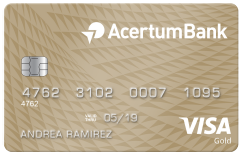 AcertumBank
4762 3102 0007 1095
4762
05/19
ANDREA RAMIREZ
VISA
Gold